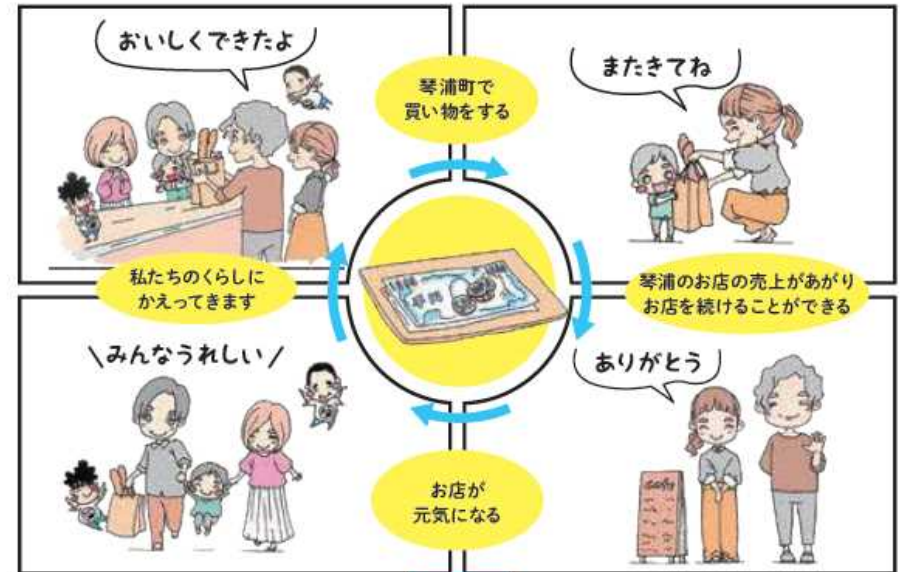 おいしくできたよ
琴浦町で
買い物をする
またきてね
私たちのくらしに
かえってきます
琴浦のお店の売上があがり
お店を続けることができる
みんなうれしい
ありがとう
お店が
元気になる